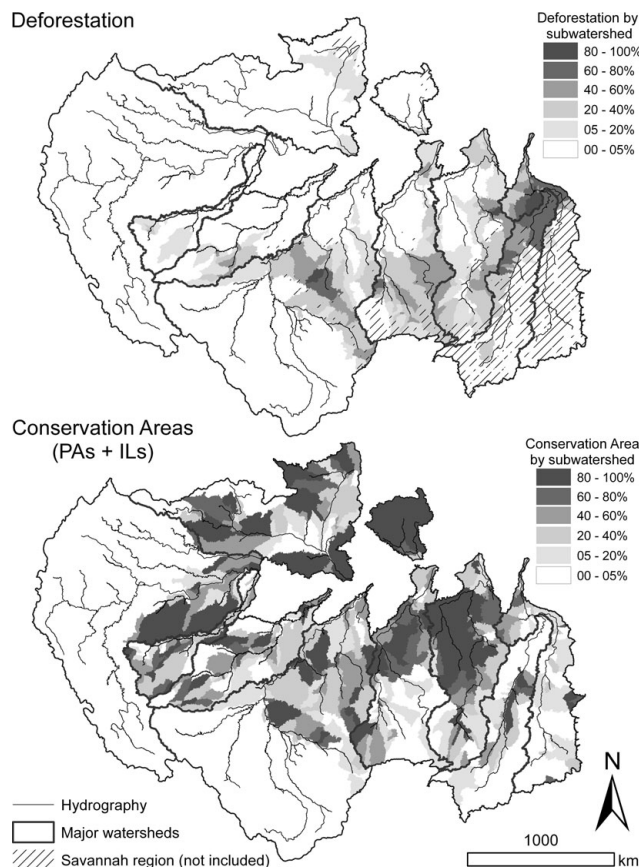 Deforestation
Deforestation by
subwatershed
80 - 100%
60 - 80%
40 - 60%
20 - 40%
05 - 20%
00 - 05%
Conservation Areas
(PAs + ILs)
Conservation Area
by subwatershed
80 - 100%
60 - 80%
40 - 60%
20 - 40%
05 - 20%
00 - 05%
N
Hydrography
Major watersheds
Savannah region (not included)
1000
km